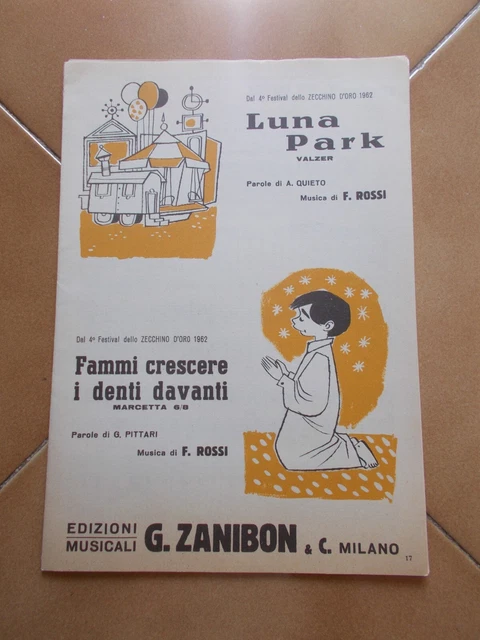 Dal 4º Festival dello ZECCHINO D'ORO 1962
Luna
Park
VALZER
Parole di A. QUIETO
Musica di F. ROSSI
Dal 4º Festival dello ZECCHINO D'ORO 1962
Fammi crescere
i denti davanti
MARCETTA 6/8
Parole di G. PITTARI
Musica di F. ROSSI
EDIZIONI
MUSICALI G. ZANIBON & C. MILANO
17